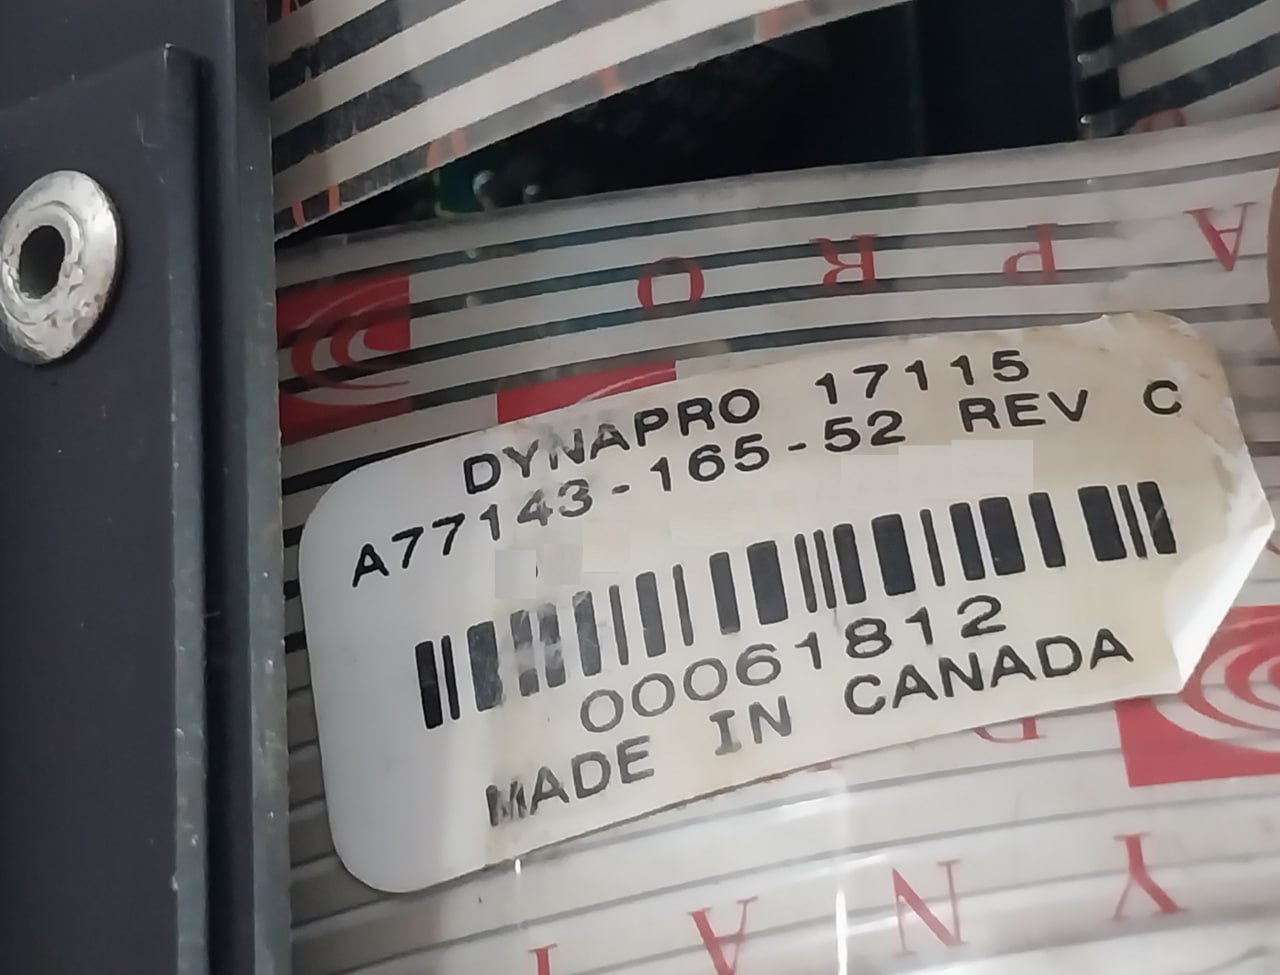 O R P A
DYNAPRO 17115
A77143-165-52 REV C
00061812
MADE IN CANADA
Y N A